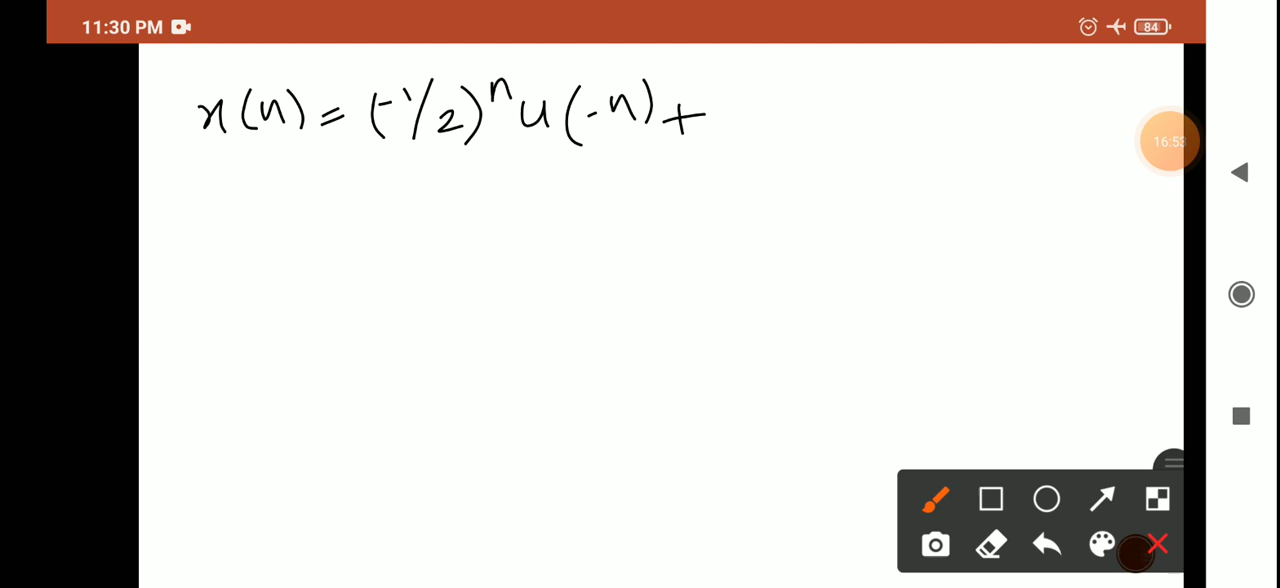 11:30 PM
84
x(n) = (-1/2)^n u(-n) +
16:53